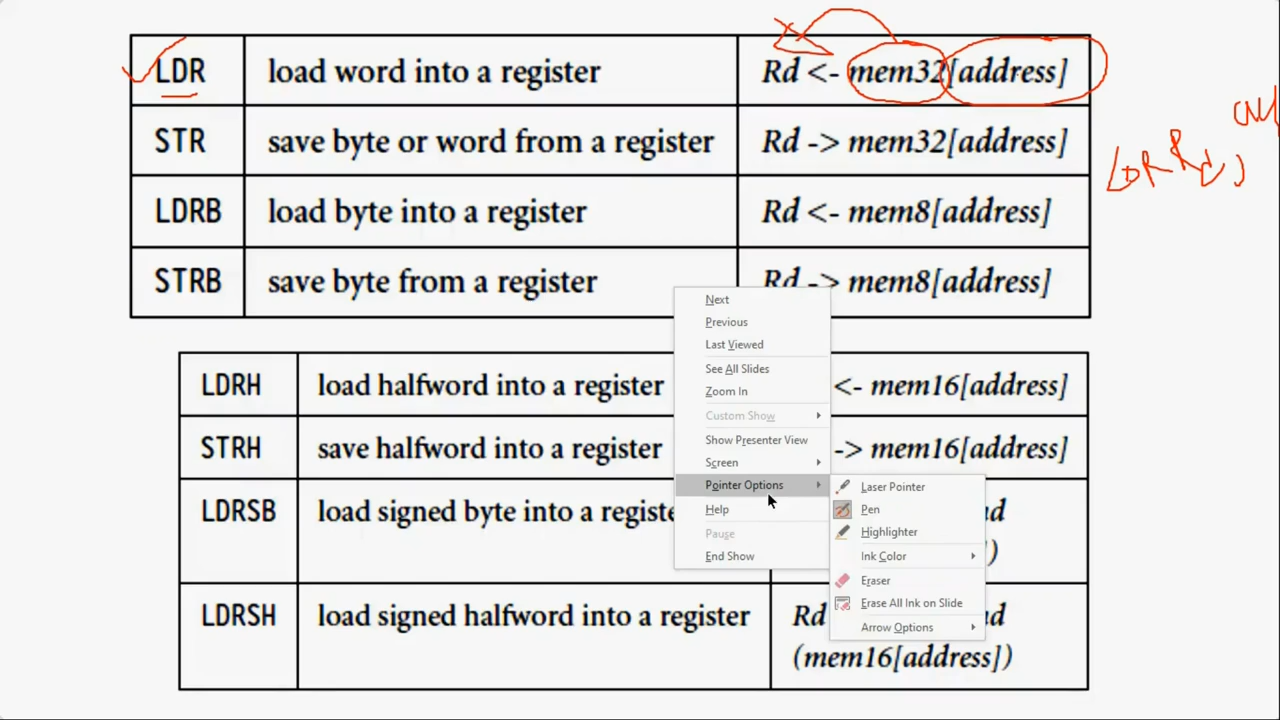 LDR load word into a register Rd <- mem32[address]
STR save byte or word from a register Rd -> mem32[address]
LDR Rd,
LDRB load byte into a register Rd <- mem8[address]
STRB save byte from a register Rd -> mem8[address]
LDRH load halfword into a register <- mem16[address]
STRH save halfword into a register -> mem16[address]
LDRSB load signed byte into a
LDRSH load signed halfword into a register Rd
(mem16[address])
Next
Previous
Last Viewed
See All Slides
Zoom In
Custom Show
Show Presenter View
Screen
Pointer Options
Help
Pause
End Show
Laser Pointer
Pen
Highlighter
Ink Color
Eraser
Erase All Ink on Slide
Arrow Options